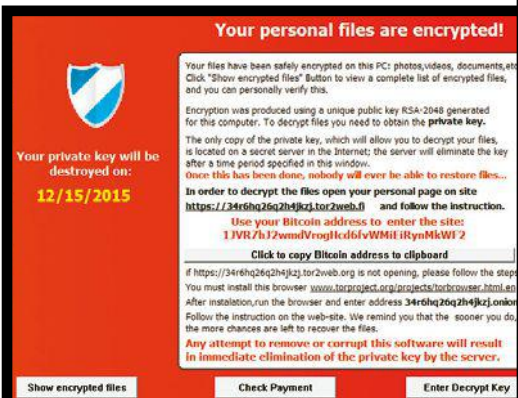 Your personal files are encrypted!
Your files have been safely encrypted on this PC: photos,videos, documents,etc
Click "Show encrypted files" Button to view a complete list of encrypted files,
and you can personally verify this.
Encryption was produced using a unique public key RSA-2048 generated
for this computer. To decrypt files you need to obtain the private key.
The only copy of the private key, which will allow you to decrypt your files,
is located on a secret server in the Internet; the server will eliminate the key
after a time period specified in this window.
Once this has been done, nobody will ever be able to restore files...
In order to decrypt the files open your personal page on site
https://34r6hq26q2h4jkzj.tor2web.fi and follow the instruction.
Use your Bitcoin address to enter the site:
Click to copy Bitcoin address to clipboard
if https://34r6hq26q2h4jkzj.tor2web.org is not opening, please follow the steps
You must install this browser www.torproject.org/projects/torbrowser.html.en
After instalation,run the browser and enter address 34r6hq26q2h4jkzj.onion
Follow the instruction on the web-site. We remind you that the sooner you do,
the more chances are left to recover the files.
Any attempt to remove or corrupt this software will result
in immediate elimination of the private key by the server.
Your private key will be
destroyed on:
12/15/2015
Show encrypted files
Check Payment
Enter Decrypt Key